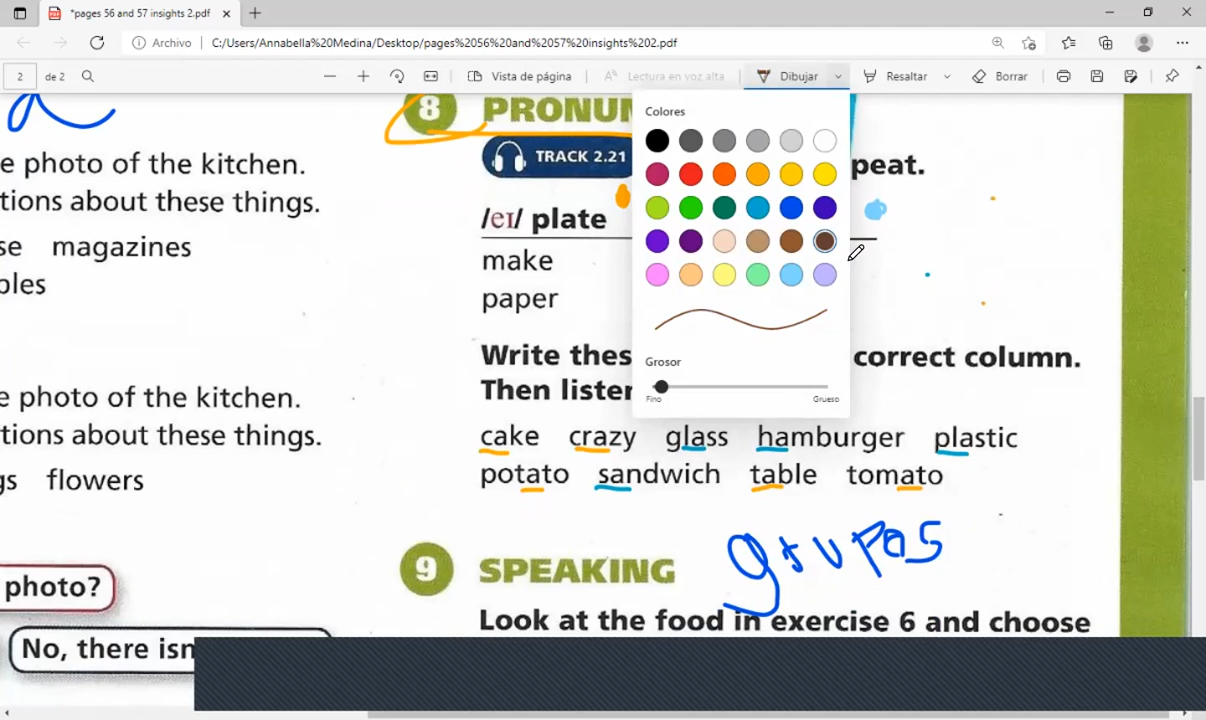 *pages 56 and 57 insights 2.pdf
Archivo C:/Users/Annabella%20Medina/Desktop/pages%2056%20and%2057%20insights%202.pdf
2 de 2 Vista de página Lectura en voz alta Dibujar Resaltar Borrar
Colores
Grosor
Fino Grueso
e photo of the kitchen.
tions about these things.
se magazines
bles
e photo of the kitchen.
tions about these things.
gs flowers
photo?
No, there isn
8 PRONUN
TRACK 2.21 peat.
/eɪ/ plate
make
paper
Write thes correct column.
Then listen
cake crazy glass hamburger plastic
potato sandwich table tomato
grupos
9 SPEAKING
Look at the food in exercise 6 and choose